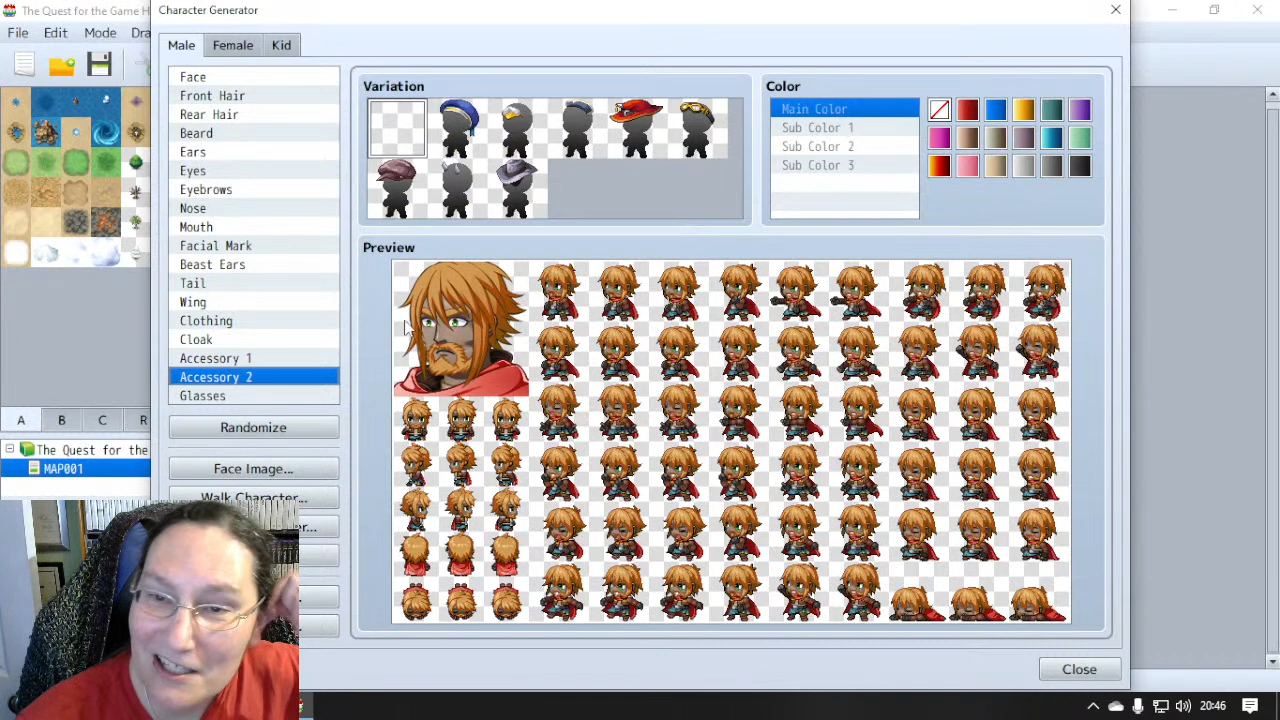 The Quest for the Game H
Character Generator
File Edit Mode Dra
Male Female Kid
Face
Front Hair
Rear Hair
Beard
Ears
Eyes
Eyebrows
Nose
Mouth
Facial Mark
Beast Ears
Tail
Wing
Clothing
Cloak
Accessory 1
Accessory 2
Glasses
Randomize
Face Image...
Walk Character...
er...
Variation
Color
Main Color
Sub Color 1
Sub Color 2
Sub Color 3
Preview
A B C R
The Quest for the
MAP001
Close
20:46